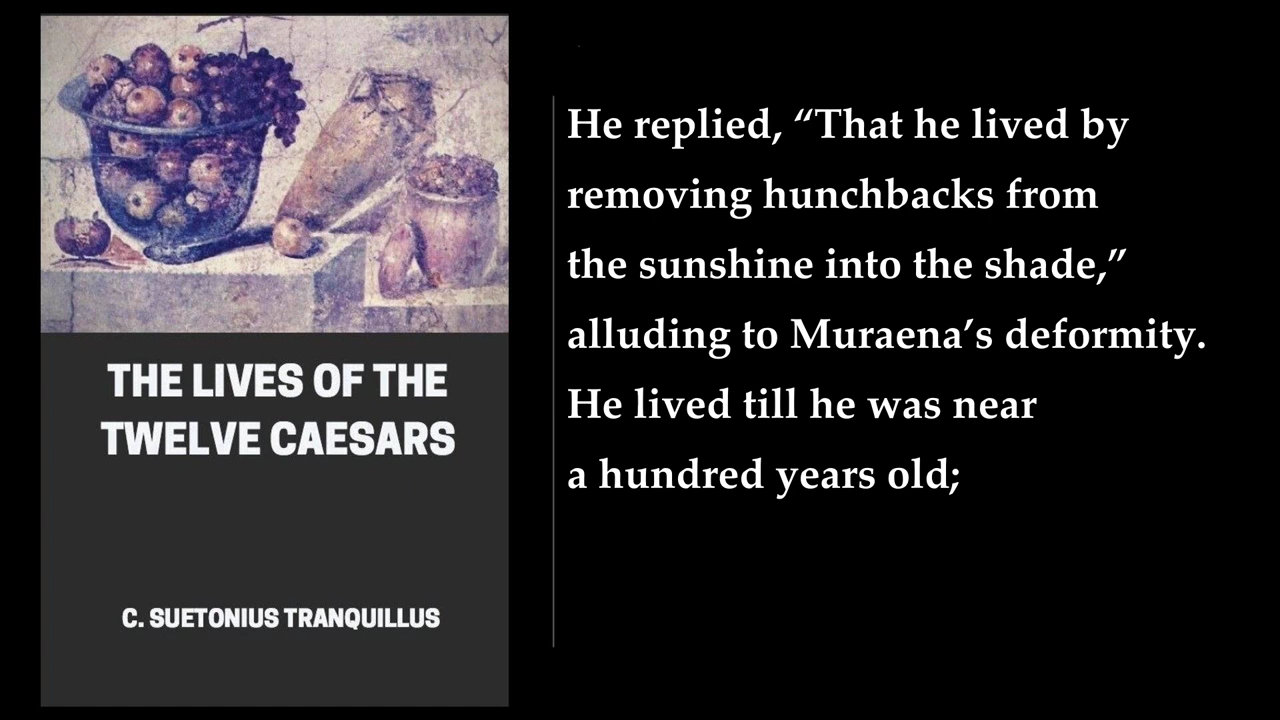 THE LIVES OF THE
TWELVE CAESARS
C. SUETONIUS TRANQUILLUS
He replied, “That he lived by
removing hunchbacks from
the sunshine into the shade,”
alluding to Muraena’s deformity.
He lived till he was near
a hundred years old;